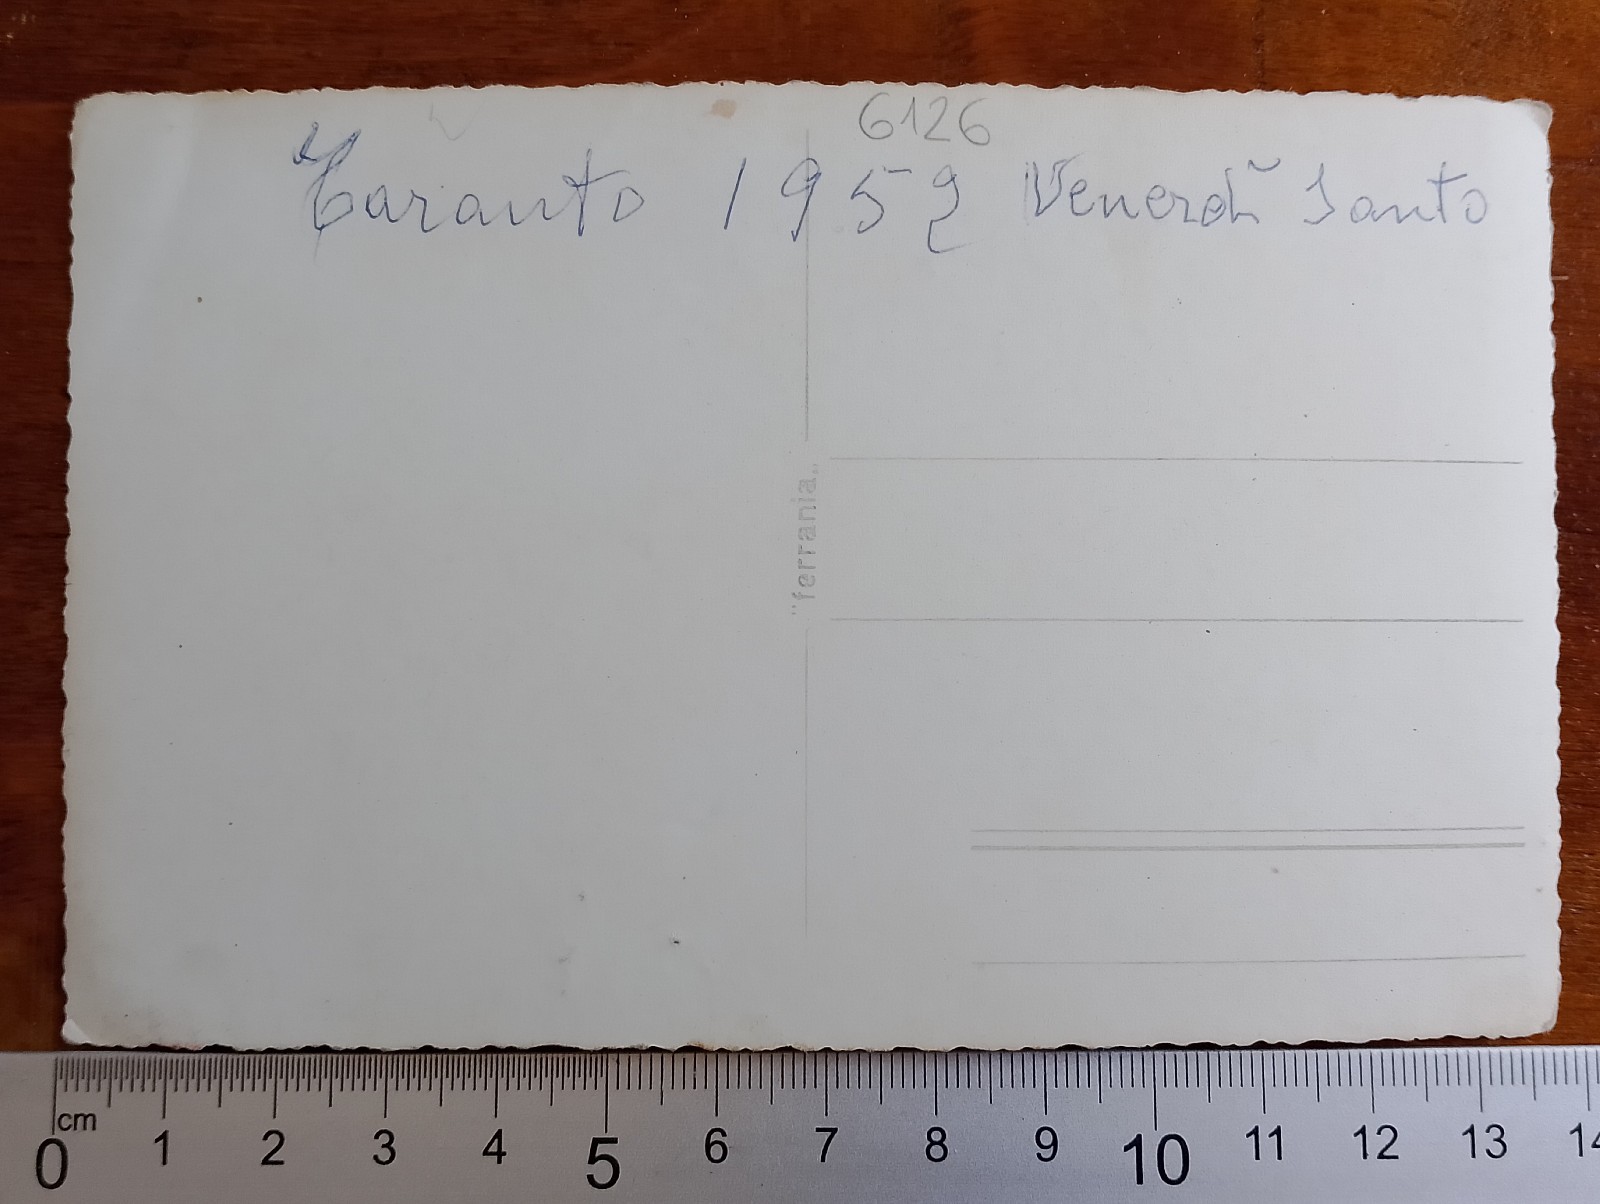 6126
Taranto 1952 Venerdì Santo
"ferrania"
cm
0 1 2 3 4 5 6 7 8 9 10 11 12 13 14